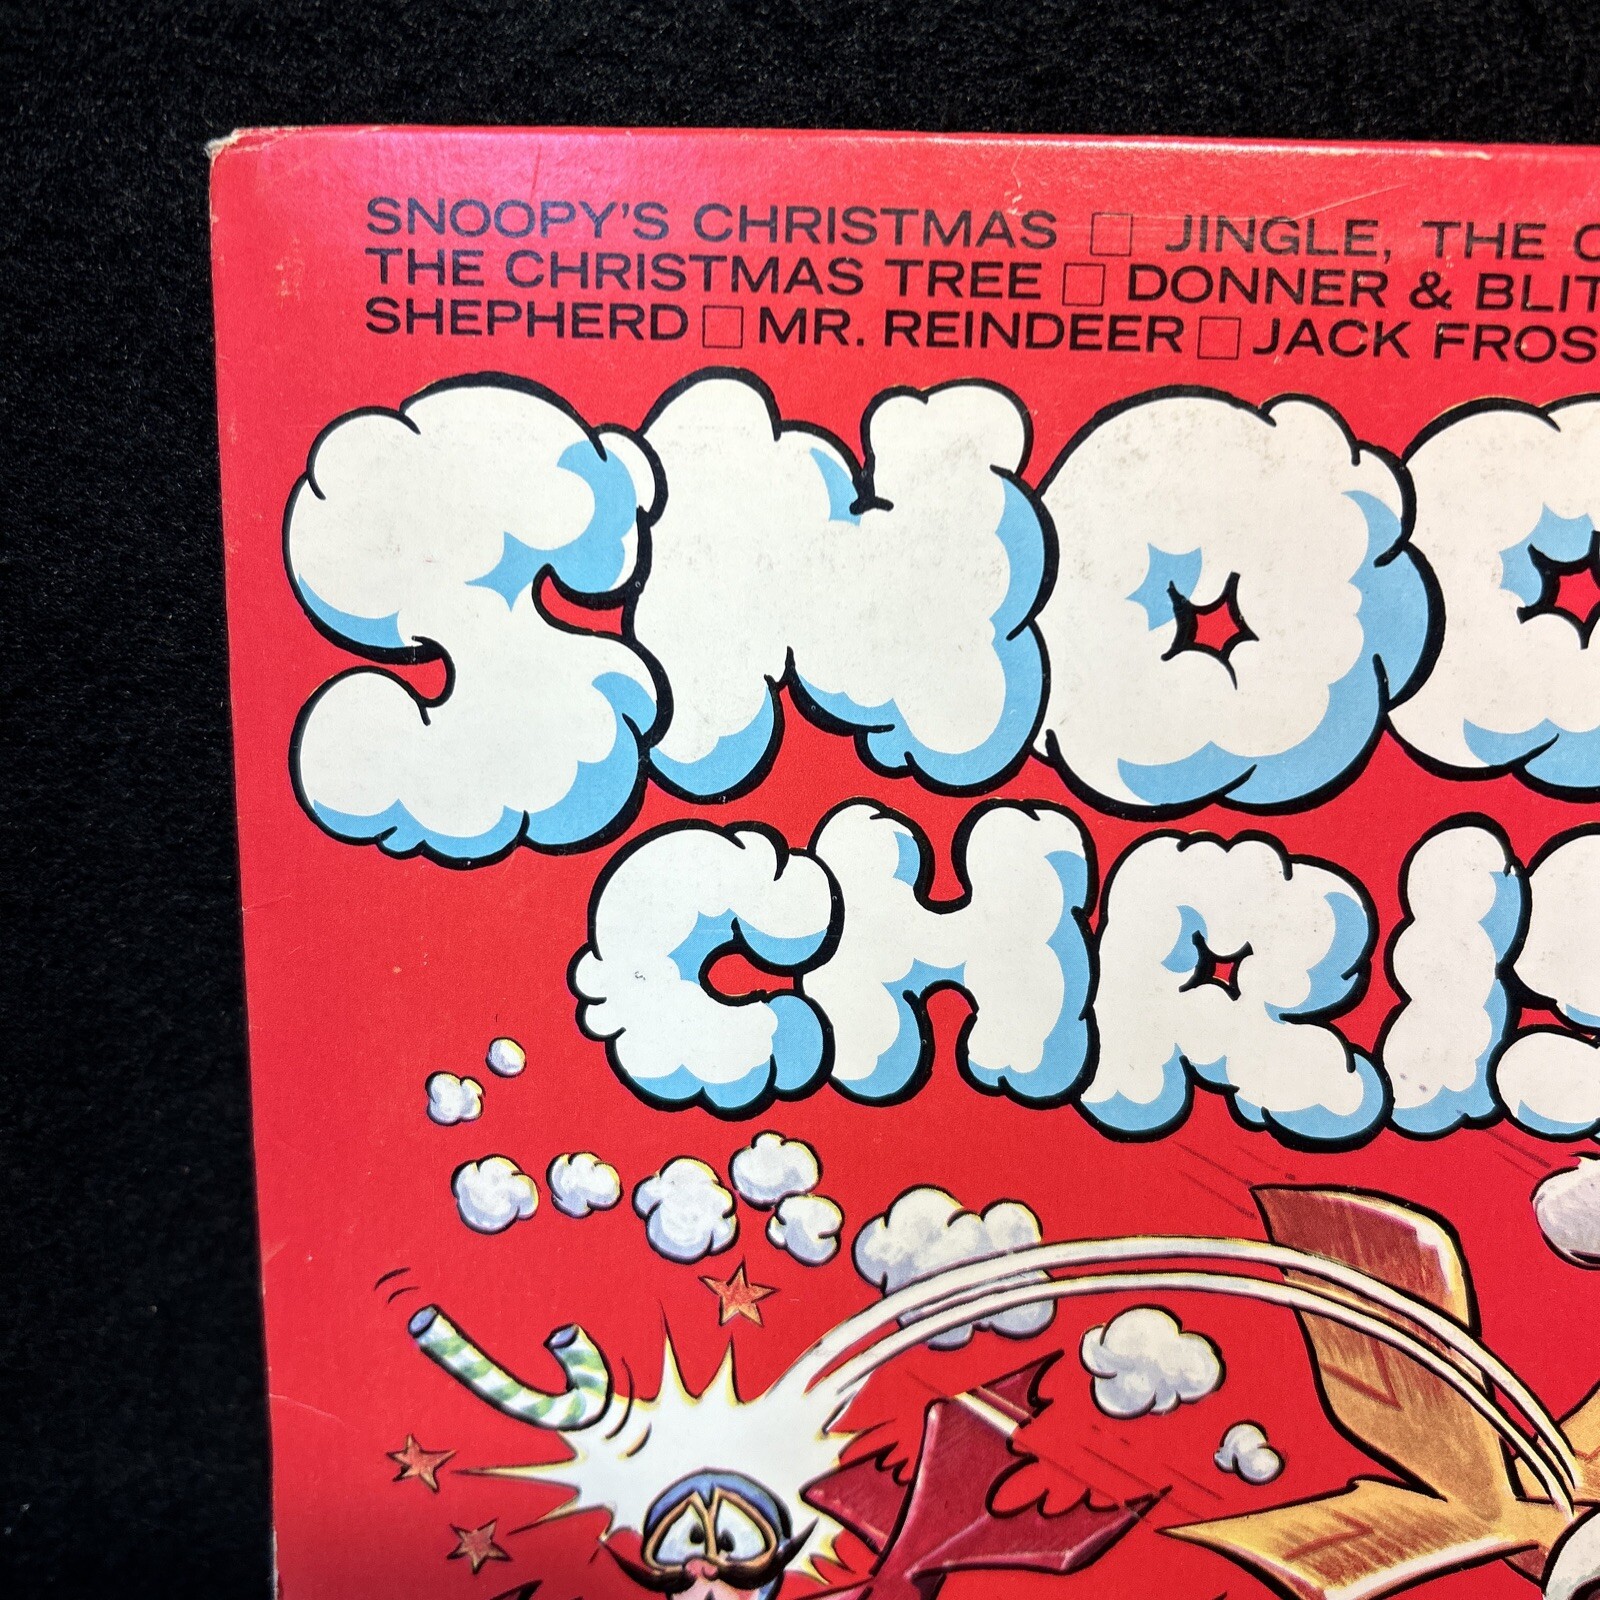 SNOOPY'S CHRISTMAS □ JINGLE, THE
THE CHRISTMAS TREE □ DONNER & BLIT
SHEPHERD □ MR. REINDEER □ JACK FROS
SNOO
CHRIS